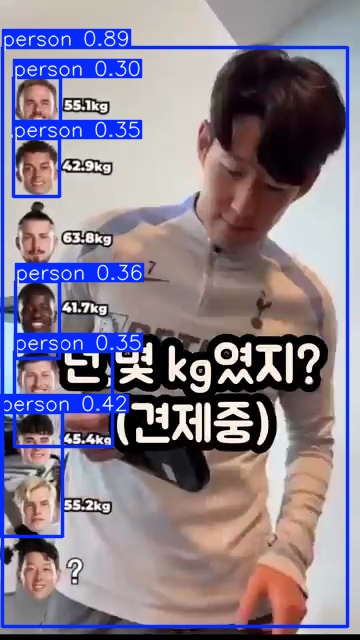 person 0.89
person 0.30
55.1kg
person 0.35
42.9kg
63.8kg
person 0.36
41.7kg
7
person 0.35
넌 몇 kg였지?
person 0.42
45.4kg
(견제중)
55.2kg
?